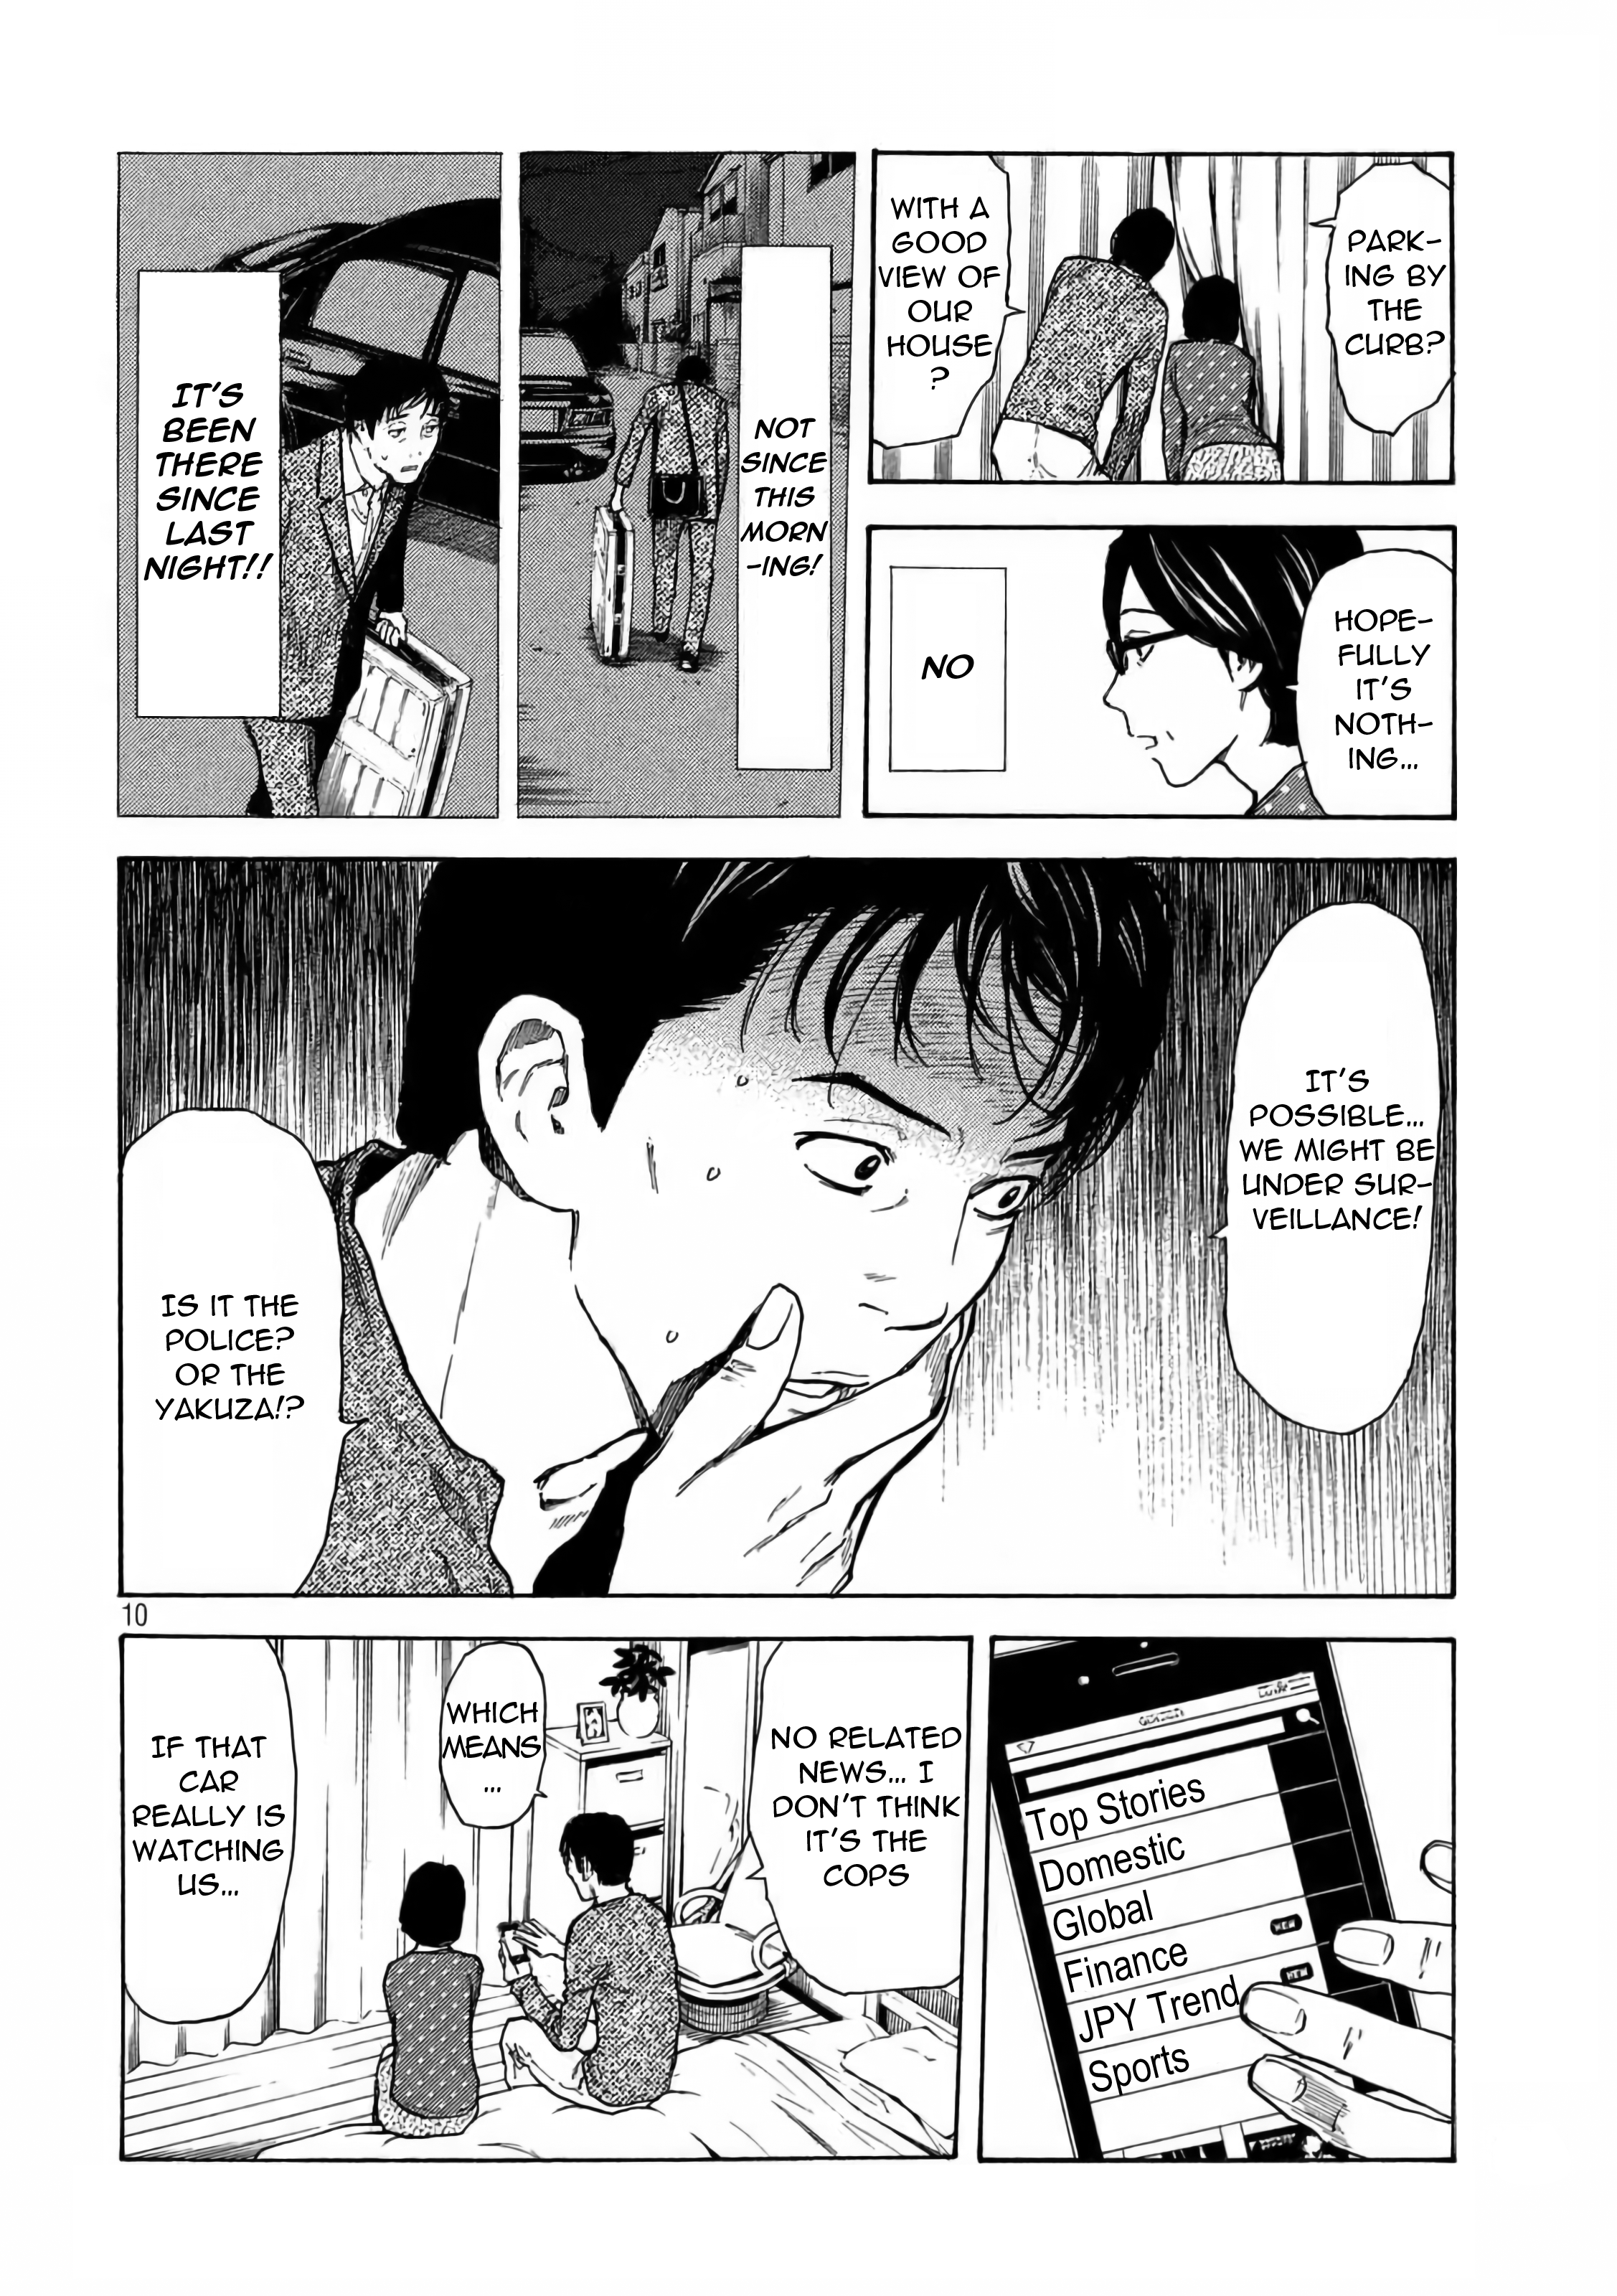 PARK-
ING BY
THE
CURB?
WITH A
GOOD
VIEW OF
OUR
HOUSE
?
HOPE-
FULLY
IT'S
NOTH-
ING...
NO
NOT
SINCE
THIS
MORN
-ING!
IT'S
BEEN
THERE
SINCE
LAST
NIGHT!!
IT'S
POSSIBLE...
WE MIGHT BE
UNDER SUR-
VEILLANCE!
IS IT THE
POLICE?
OR THE
YAKUZA!?
10
Top Stories
Domestic
Global
Finance
NEW
JPY Trend
NEW
Sports
NO RELATED
NEWS... I
DON'T THINK
IT'S THE
COPS
WHICH
MEANS
...
IF THAT
CAR
REALLY IS
WATCHING
US...